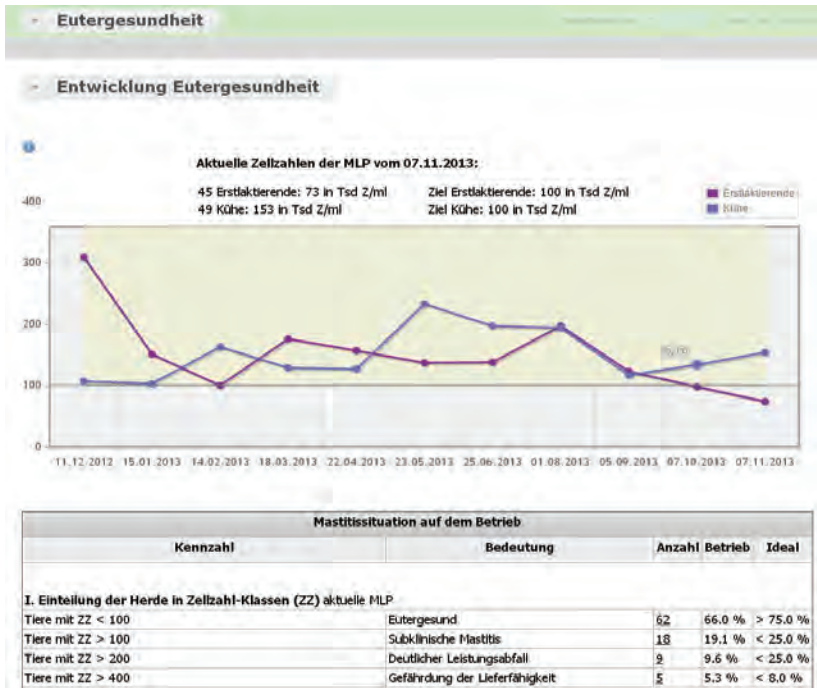 - Eutergesundheit
- Entwicklung Eutergesundheit
Aktuelle Zellzahlen der MLP vom 07.11.2013:
45 Erstlaktierende: 73 in Tsd Z/ml Ziel Erstlaktierende: 100 in Tsd Z/ml
49 Kühe: 153 in Tsd Z/ml Ziel Kühe: 100 in Tsd Z/ml
Erstlaktierende
Kühe
400
300
200
100
0
11.12.2012 15.01.2013 14.02.2013 18.03.2013 22.04.2013 23.05.2013 25.06.2013 01.08.2013 05.09.2013 07.10.2013 07.11.2013
Mastitissituation auf dem Betrieb
Kennzahl Bedeutung Anzahl Betrieb Ideal
I. Einteilung der Herde in Zellzahl-Klassen (ZZ) aktuelle MLP
Tiere mit ZZ < 100 Eutergesund 62 66.0 % > 75.0 %
Tiere mit ZZ > 100 Subklinische Mastitis 18 19.1 % < 25.0 %
Tiere mit ZZ > 200 Deutlicher Leistungsabfall 9 9.6 % < 25.0 %
Tiere mit ZZ > 400 Gefährdung der Lieferfähigkeit 5 5.3 % < 8.0 %